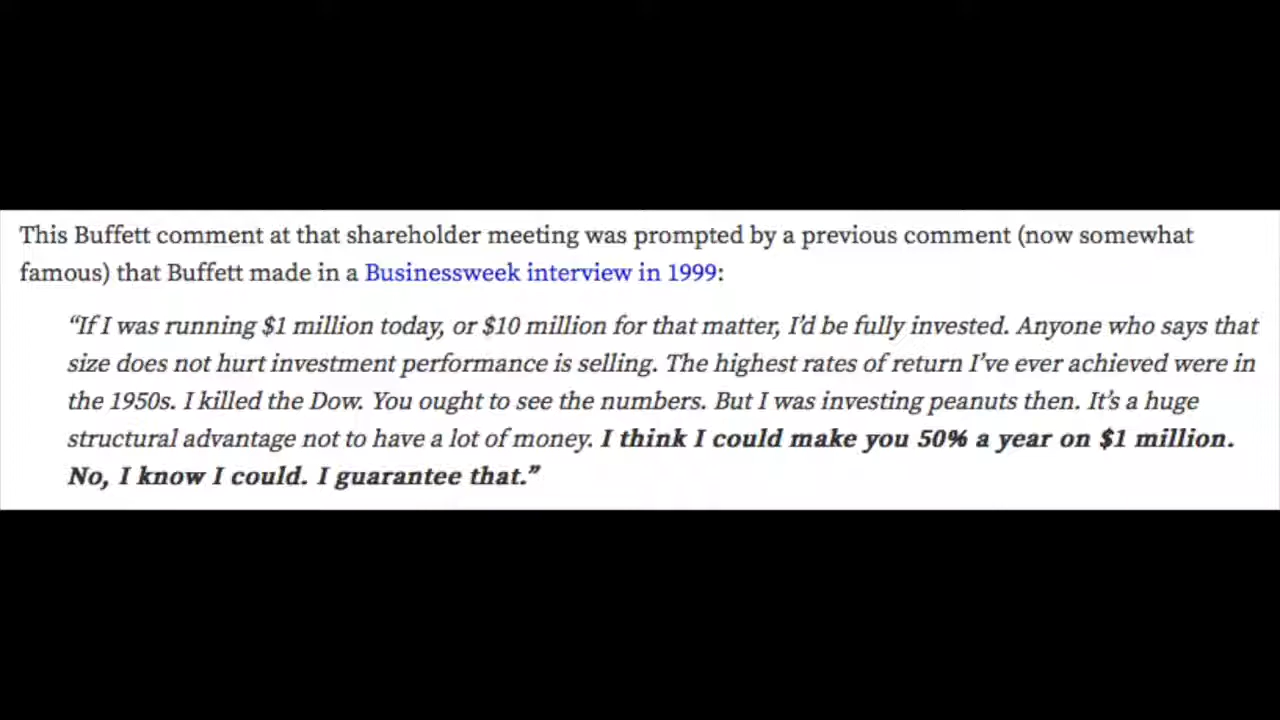 This Buffett comment at that shareholder meeting was prompted by a previous comment (now somewhat
famous) that Buffett made in a Businessweek interview in 1999:
“If I was running $1 million today, or $10 million for that matter, I’d be fully invested. Anyone who says that
size does not hurt investment performance is selling. The highest rates of return I’ve ever achieved were in
the 1950s. I killed the Dow. You ought to see the numbers. But I was investing peanuts then. It’s a huge
structural advantage not to have a lot of money. I think I could make you 50% a year on $1 million.
No, I know I could. I guarantee that.”